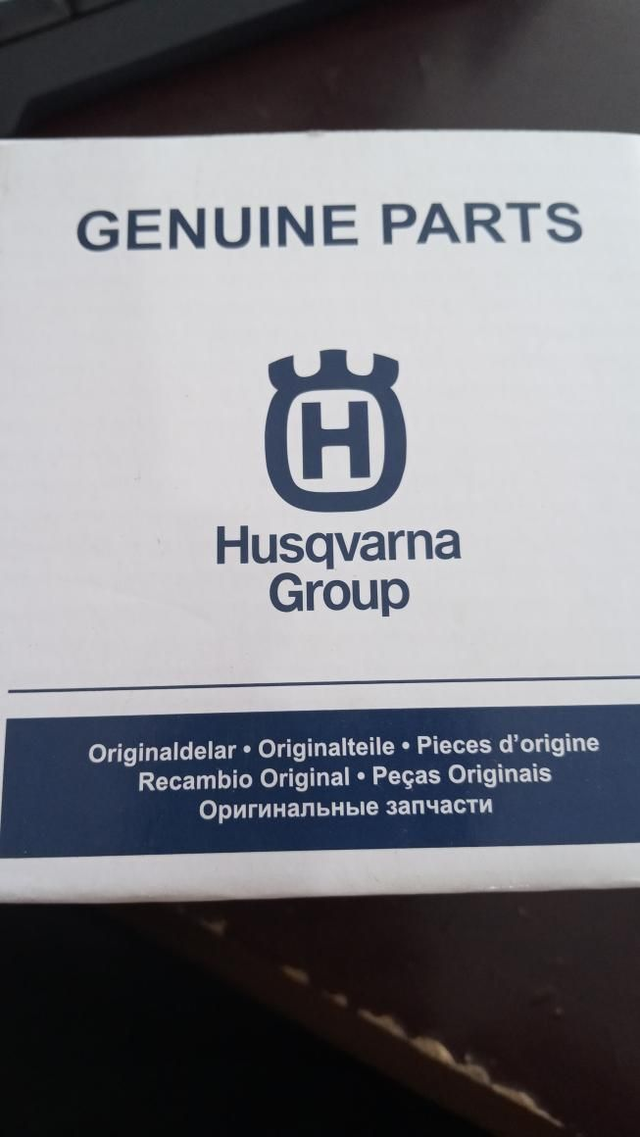 GENUINE PARTS
H
Husqvarna
Group
Originaldelar • Originalteile • Pieces d'origine
Recambio Original • Peças Originais
Оригинальные запчасти